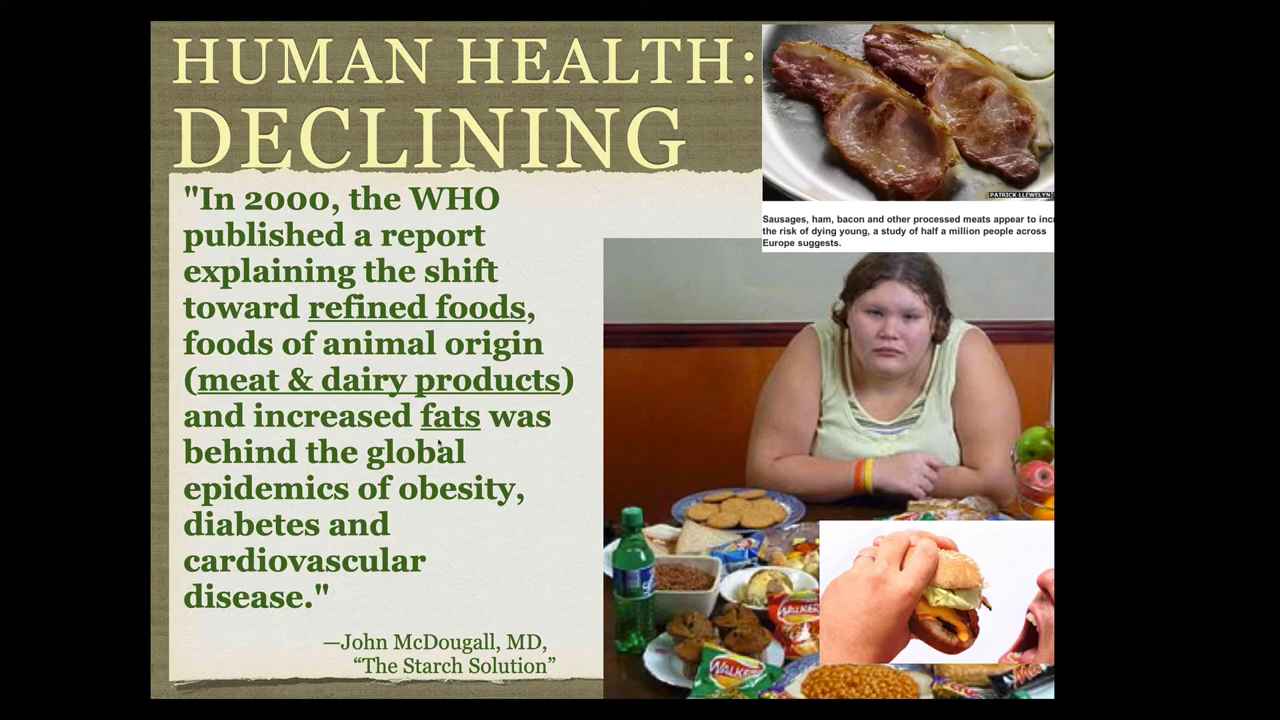 HUMAN HEALTH:
DECLINING
"In 2000, the WHO
published a report
explaining the shift
toward refined foods,
foods of animal origin
(meat & dairy products)
and increased fats was
behind the global
epidemics of obesity,
diabetes and
cardiovascular
disease."
—John McDougall, MD,
“The Starch Solution”
PATRICK LLEWELYN
Sausages, ham, bacon and other processed meats appear to inc
the risk of dying young, a study of half a million people across
Europe suggests.
WALKERS
WALKERS